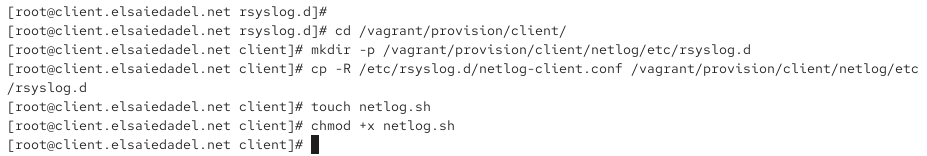 [root@client.elsaiedadel.net rsyslog.d]#
[root@client.elsaiedadel.net rsyslog.d]# cd /vagrant/provision/client/
[root@client.elsaiedadel.net client]# mkdir -p /vagrant/provision/client/netlog/etc/rsyslog.d
[root@client.elsaiedadel.net client]# cp -R /etc/rsyslog.d/netlog-client.conf /vagrant/provision/client/netlog/etc
/rsyslog.d
[root@client.elsaiedadel.net client]# touch netlog.sh
[root@client.elsaiedadel.net client]# chmod +x netlog.sh
[root@client.elsaiedadel.net client]#